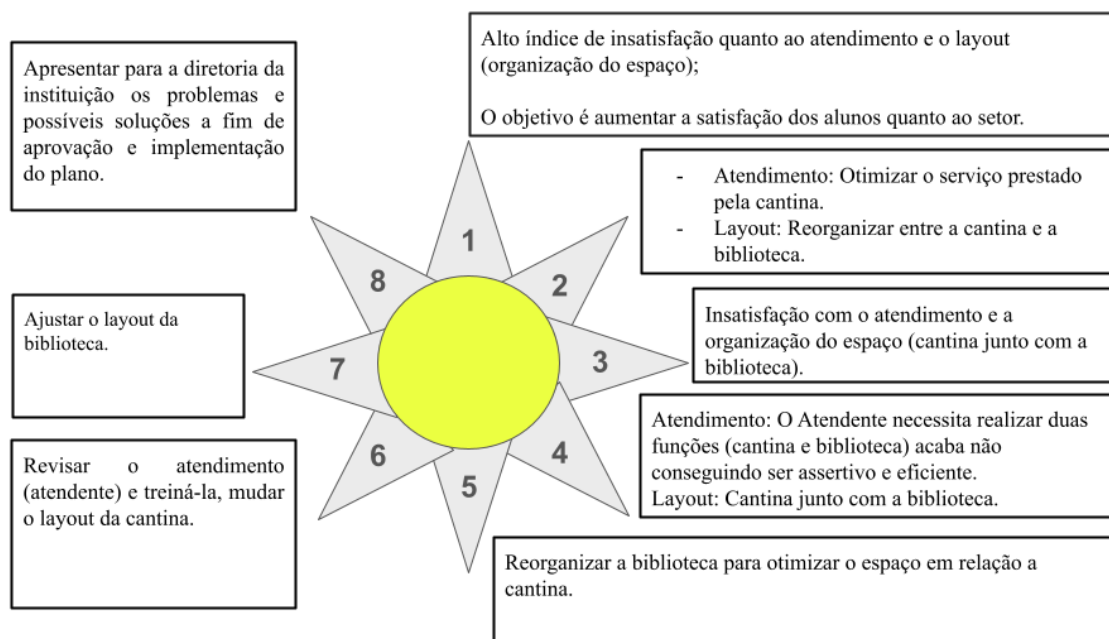 Alto índice de insatisfação quanto ao atendimento e o layout
(organização do espaço);
O objetivo é aumentar a satisfação dos alunos quanto ao setor.
Apresentar para a diretoria da
instituição os problemas e
possíveis soluções a fim de
aprovação e implementação
do plano.
- Atendimento: Otimizar o serviço prestado
pela cantina.
- Layout: Reorganizar entre a cantina e a
biblioteca.
1
2
8
Ajustar o layout da
biblioteca.
Insatisfação com o atendimento e a
organização do espaço (cantina junto com a
biblioteca).
3
7
Atendimento: O Atendente necessita realizar duas
funções (cantina e biblioteca) acaba não
conseguindo ser assertivo e eficiente.
Layout: Cantina junto com a biblioteca.
4
6
5
Revisar o atendimento
(atendente) e treiná-la, mudar
o layout da cantina.
Reorganizar a biblioteca para otimizar o espaço em relação a
cantina.